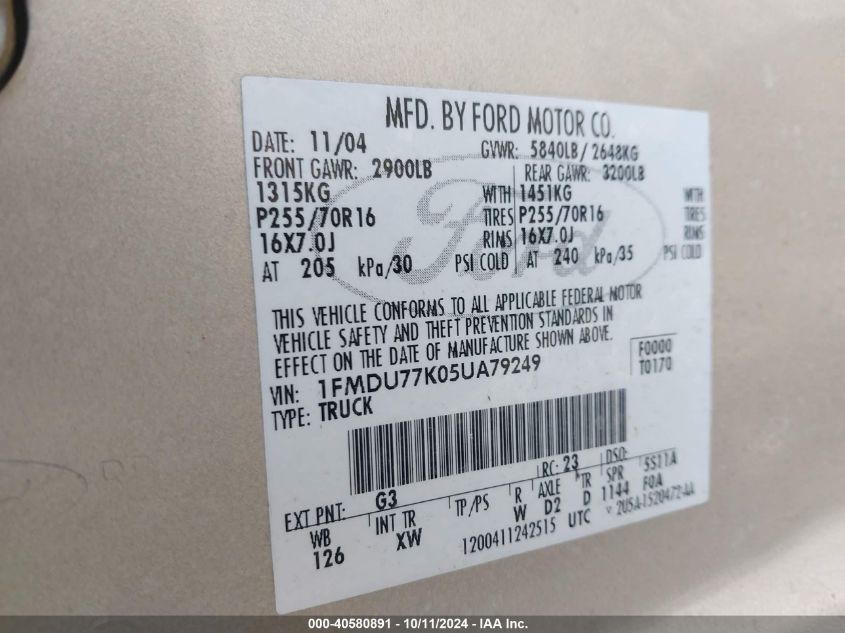 MFD. BY FORD MOTOR CO.
DATE: 11/04 GVWR: 5840LB/ 2648KG
FRONT GAWR: 2900LB REAR GAWR: 3200LB
1315KG WITH 1451KG WITH
P255/70R16 TIRES P255/70R16 TIRES
16X7.0J RIMS 16X7.0J RIMS
AT 205 kPa/30 PSI COLD AT 240 kPa/35 PSI COLD
Ford
THIS VEHICLE CONFORMS TO ALL APPLICABLE FEDERAL MOTOR
VEHICLE SAFETY AND THEFT PREVENTION STANDARDS IN
EFFECT ON THE DATE OF MANUFACTURE SHOWN ABOVE.
VIN: 1FMDU77K05UA79249 F0000
TYPE: TRUCK T0170
EXT PNT: G3 RC: 23 DSO:
WB INT TR TP/PS R AXLE TR SPR 5S11A
126 XW W D2 D 1144 F0A
1200411242515 UTC V 2U5A-1520472-AA
000-40580891 - 10/11/2024 - IAA Inc.